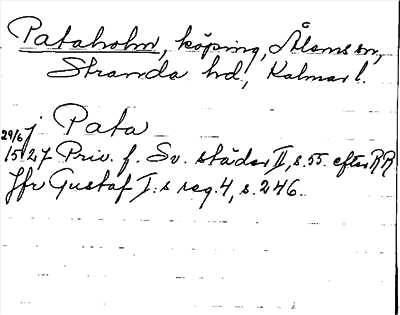 Pataholm, köping, Ålems sn,
Stranda hd, Kalmar l.
j Pata
29/6
1527 Priv. f. Sv. städer II, s. 55. efter RR
Jfr Gustaf I:s reg. 4, s. 246.